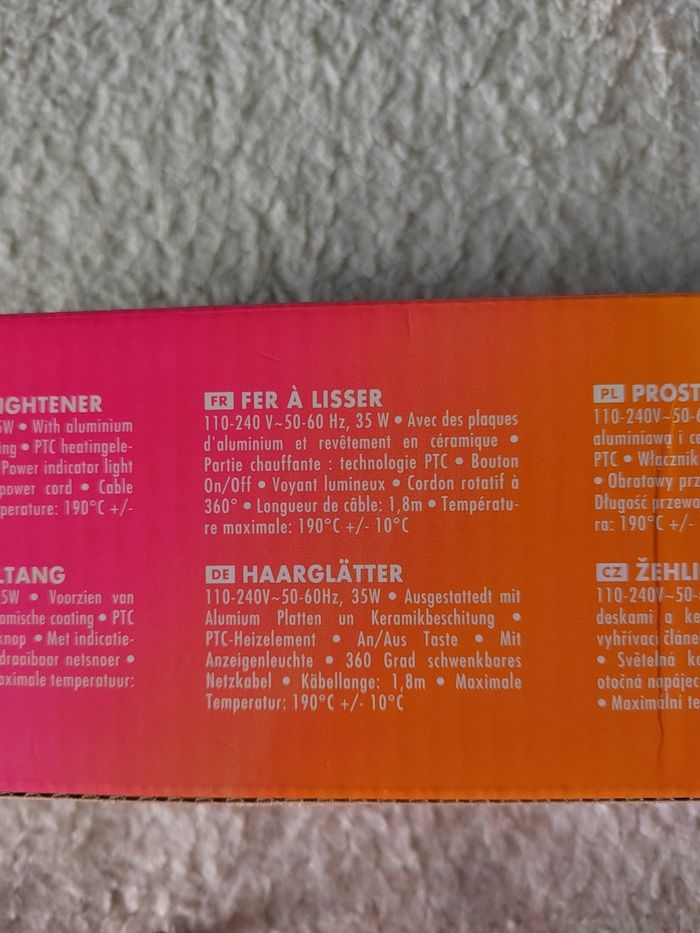 IGHTENER
5W • With aluminium
ing • PTC heatingele-
Power indicator light
power cord • Cable
perature: 190°C +/-
LTANG
5W • Voorzien van
amische coating • PTC
knop • Met indicatie-
draaibaar netsnoer •
aximale temperatuur:
FR FER À LISSER
110-240 V~50-60 Hz, 35 W • Avec des plaques
d'aluminium et revêtement en céramique •
Partie chauffante : technologie PTC • Bouton
On/Off • Voyant lumineux • Cordon rotatif à
360° • Longueur de câble: 1,8m • Températu-
re maximale: 190°C +/- 10°C
DE HAARGLÄTTER
110-240V~50-60Hz, 35W • Ausgestattedt mit
Alumium Platten un Keramikbeschitung •
PTC-Heizelement • An/Aus Taste • Mit
Anzeigenleuchte • 360 Grad schwenkbares
Netzkabel • Käbellange: 1,8m • Maximale
Temperatur: 190°C +/- 10°C
PL PROST
110-240V~50-6
aluminiową i ce
PTC • Włącznik
• Obrotowy prz
Długość przewo
ra: 190°C +/-
CZ ŽEHLI
110-240V~50-
deskami a ke
vyhřívací článe
• Světelná ko
otočná napájec
• Maximální te